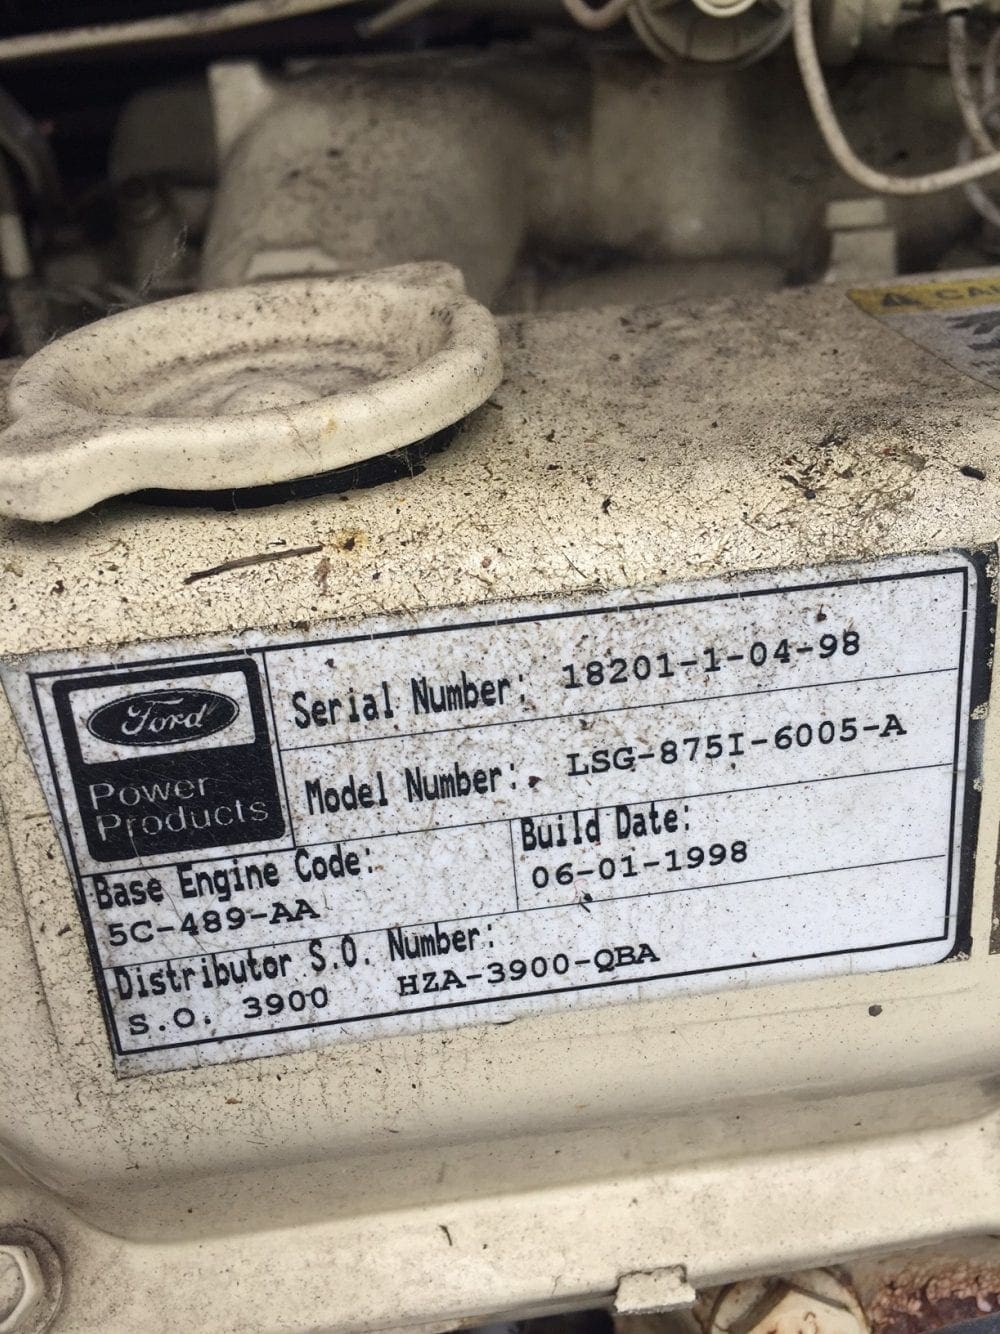 CAU
Ford
Power
Products
Serial Number: 18201-1-04-98
Model Number: LSG-875I-6005-A
Base Engine Code:
5C-489-AA
Build Date:
06-01-1998
Distributor S.O. Number:
S.O. 3900 HZA-3900-QBA